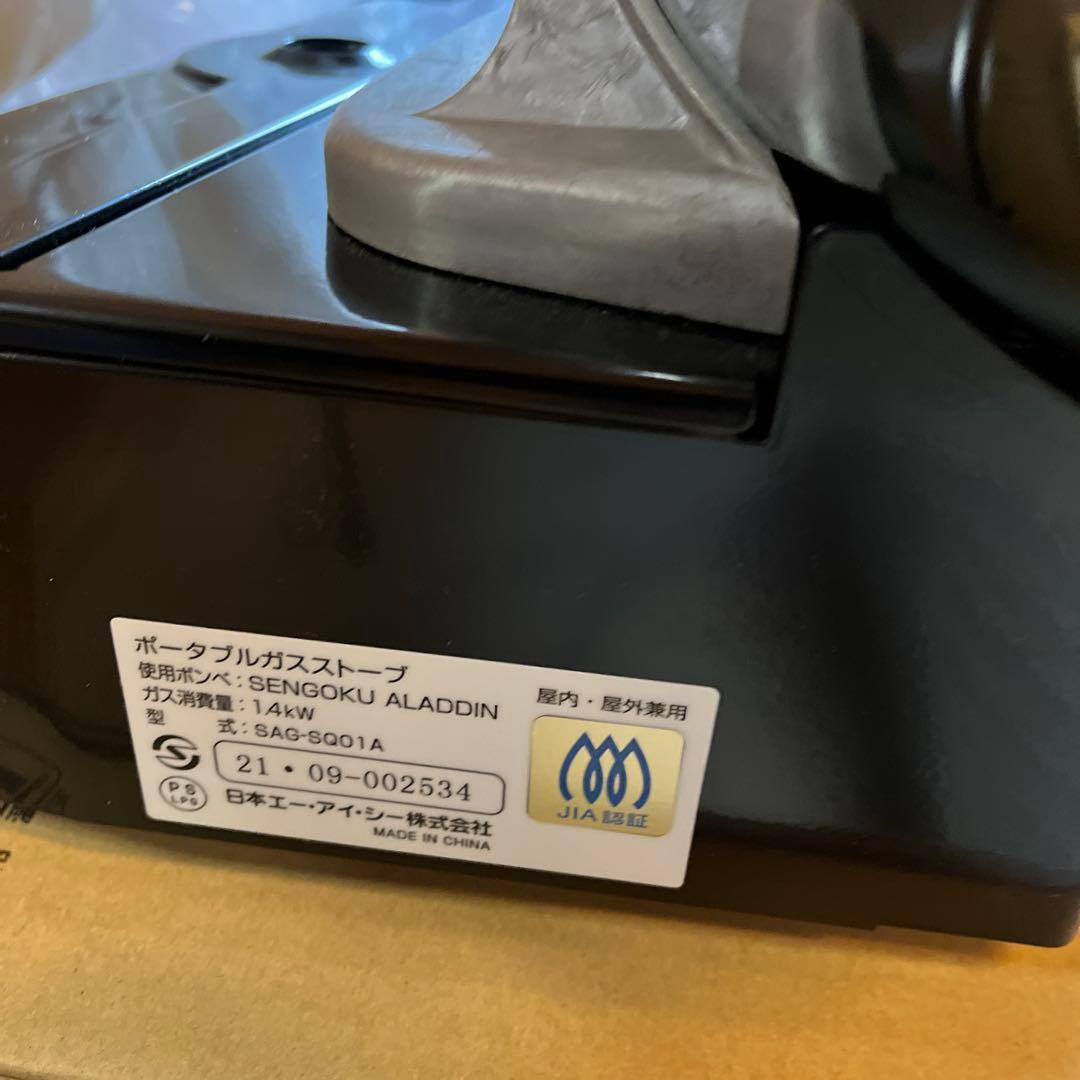 ポータブルガスストーブ
使用ボンベ：SENGOKU ALADDIN
ガス消費量：1.4kW
型　　式：SAG-SQ01A
21・09-002534
PS
LPG
日本エー・アイ・シー株式会社
MADE IN CHINA
屋内・屋外兼用
JIA認証